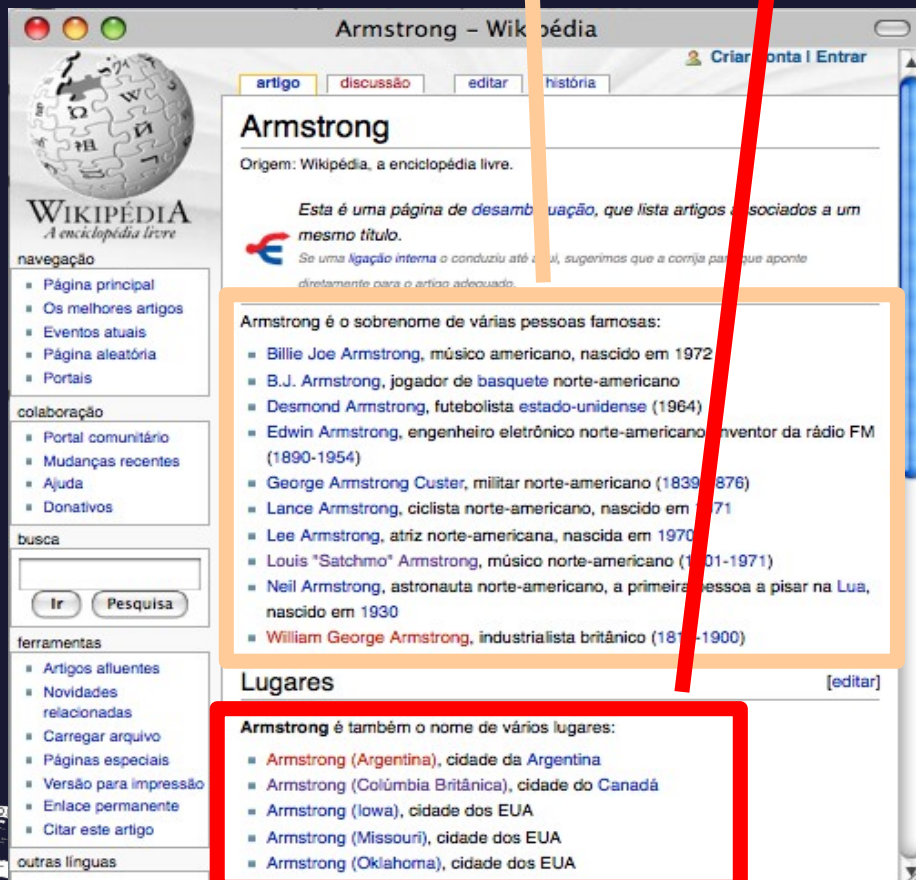 Armstrong – Wikipédia
Criar conta | Entrar
artigo discussão editar história
Armstrong
Origem: Wikipédia, a enciclopédia livre.
WIKIPÉDIA
A enciclopédia livre
Esta é uma página de desambiguação, que lista artigos associados a um
mesmo título.
Se uma ligação interna o conduziu até aqui, sugerimos que a corrija para que aponte
diretamente para o artigo adequado.
navegação
Página principal
Os melhores artigos
Eventos atuais
Página aleatória
Portais
colaboração
Portal comunitário
Mudanças recentes
Ajuda
Donativos
busca
Ir Pesquisa
ferramentas
Artigos afluentes
Novidades
relacionadas
Carregar arquivo
Páginas especiais
Versão para impressão
Enlace permanente
Citar este artigo
outras línguas
Armstrong é o sobrenome de várias pessoas famosas:
Billie Joe Armstrong, músico americano, nascido em 1972
B.J. Armstrong, jogador de basquete norte-americano
Desmond Armstrong, futebolista estado-unidense (1964)
Edwin Armstrong, engenheiro eletrônico norte-americano, inventor da rádio FM
(1890-1954)
George Armstrong Custer, militar norte-americano (1839-1876)
Lance Armstrong, ciclista norte-americano, nascido em 1971
Lee Armstrong, atriz norte-americana, nascida em 1970
Louis "Satchmo" Armstrong, músico norte-americano (1901-1971)
Neil Armstrong, astronauta norte-americano, a primeira pessoa a pisar na Lua,
nascido em 1930
William George Armstrong, industrialista britânico
Lugares [editar]
Armstrong é também o nome de vários lugares:
Armstrong (Argentina), cidade da Argentina
Armstrong (Colúmbia Britânica), cidade do Canadá
Armstrong (Iowa), cidade dos EUA
Armstrong (Missouri), cidade dos EUA
Armstrong (Oklahoma), cidade dos EUA